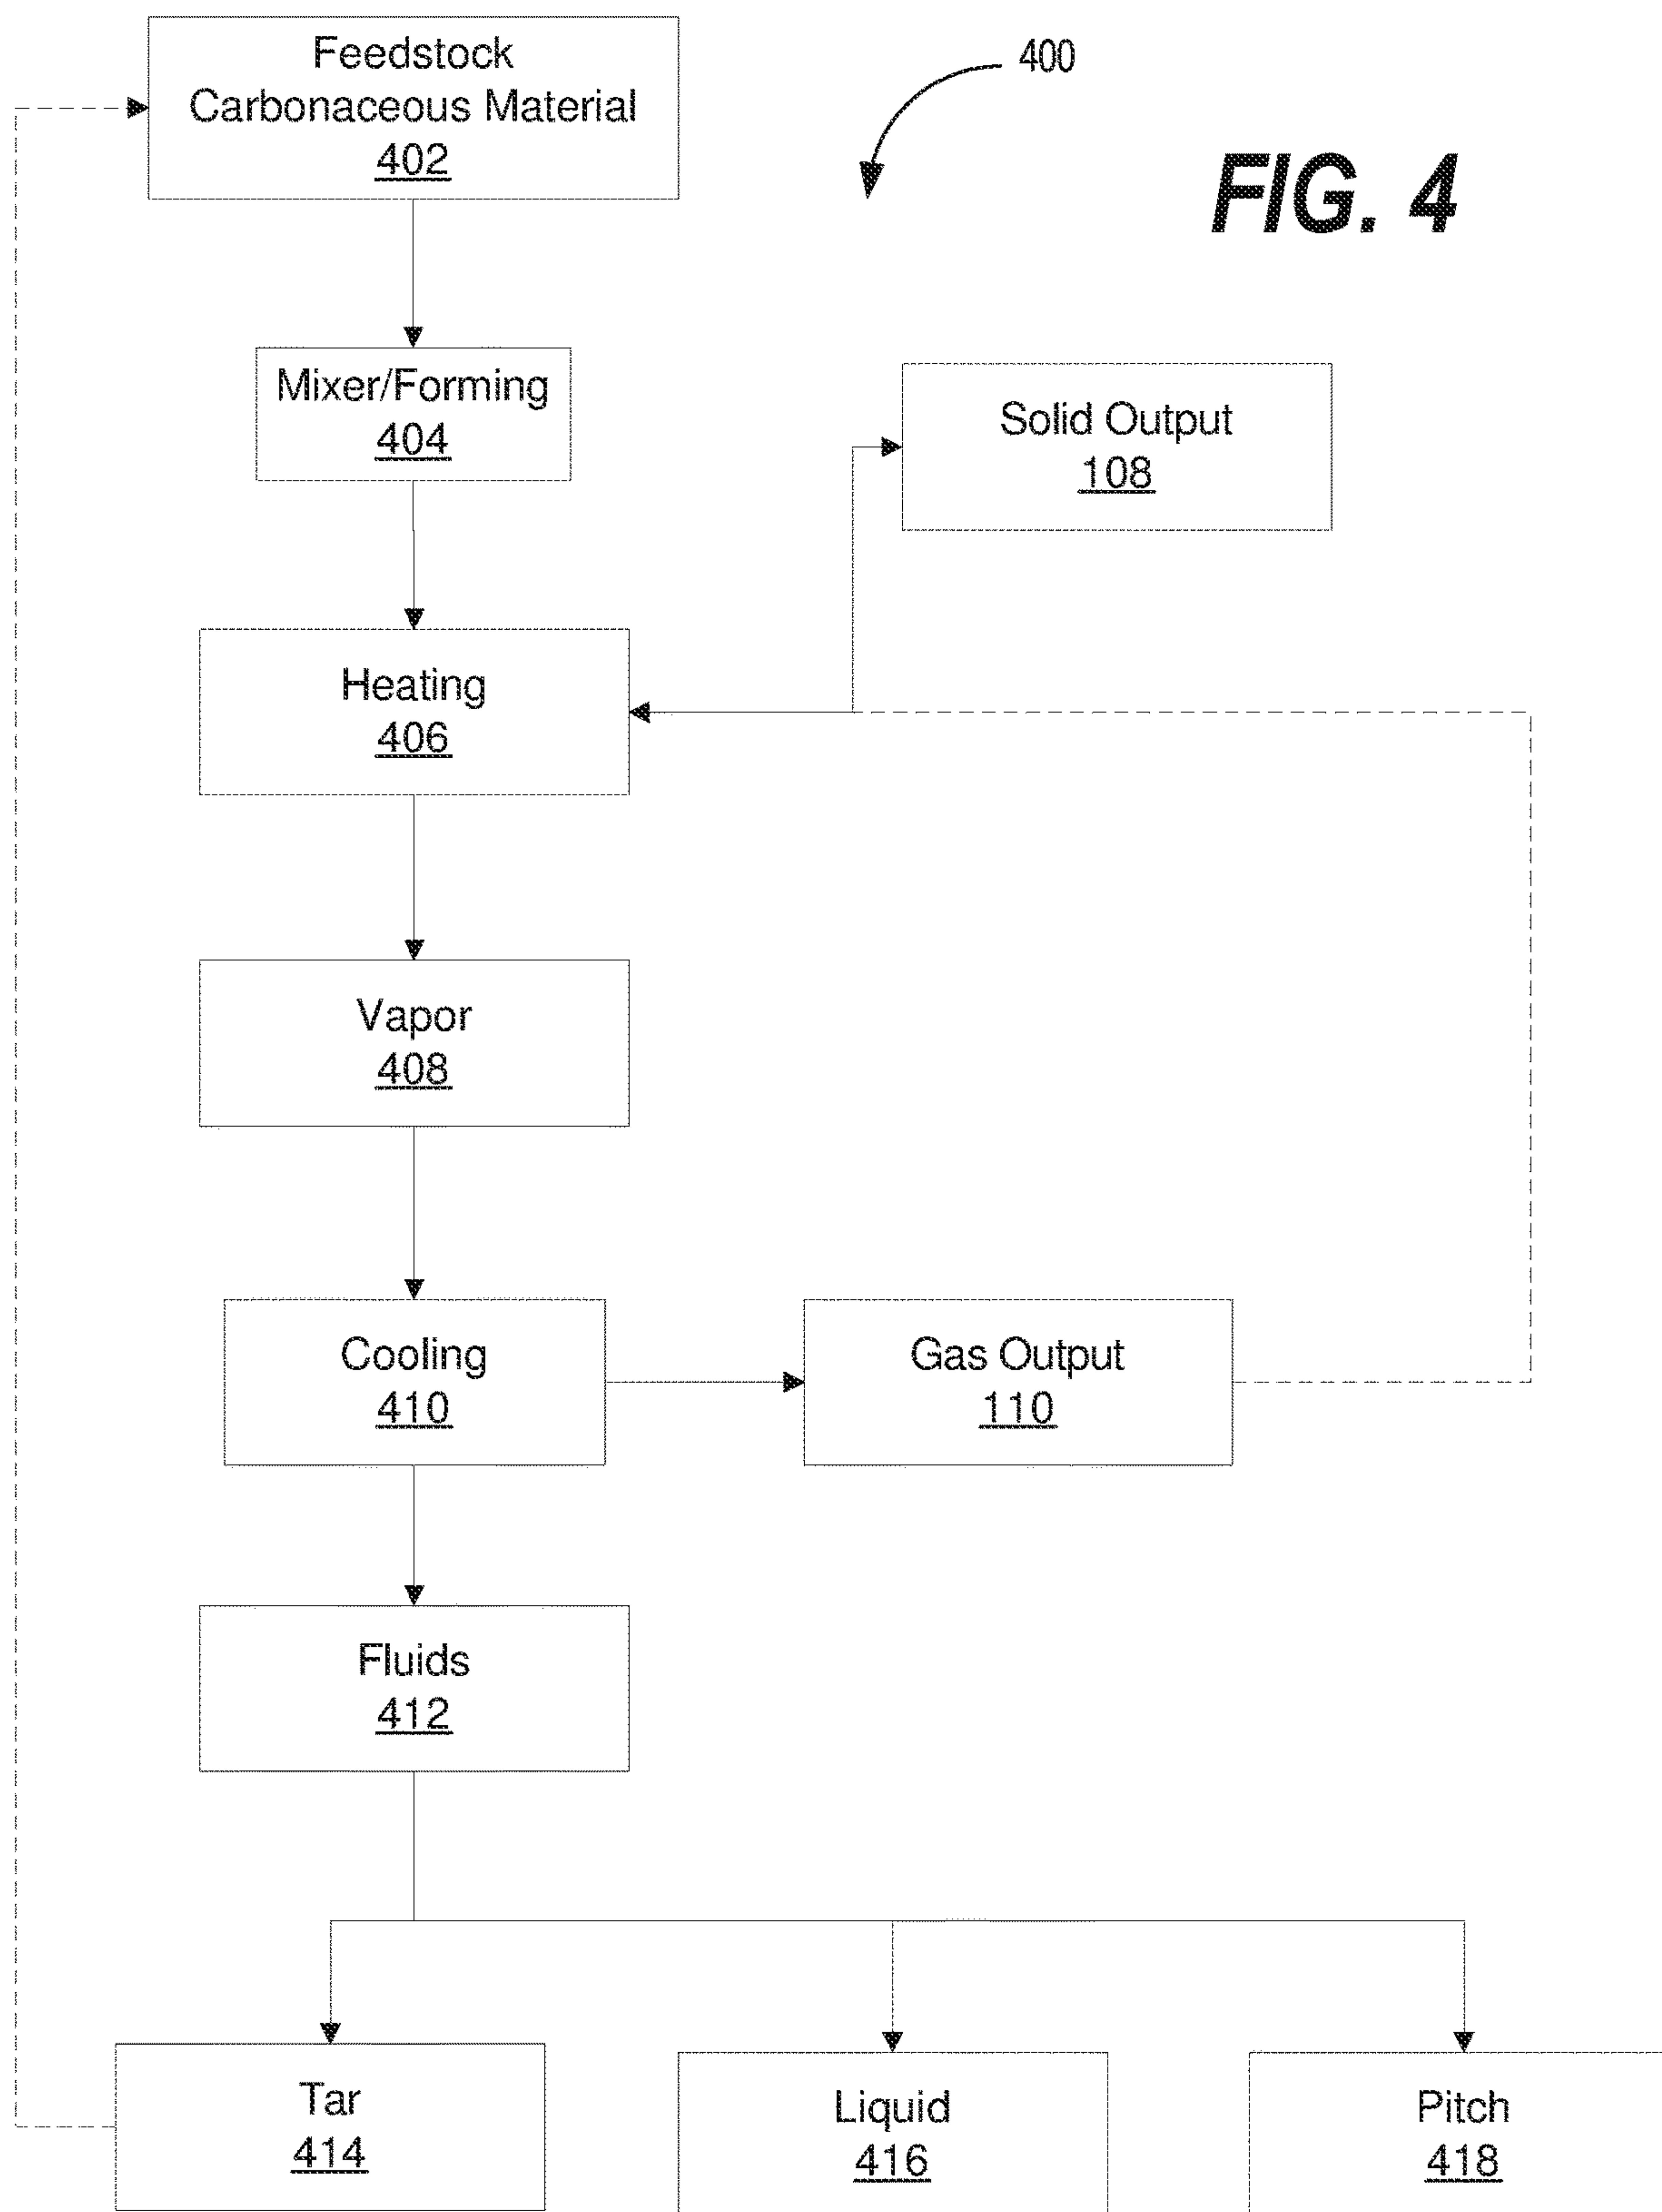 Feedstock
Carbonaceous Material
402
400
FIG. 4
Mixer/Forming
404
Solid Output
108
Heating
406
Vapor
408
Cooling
410
Gas Output
110
Fluids
412
Tar
414
Liquid
416
Pitch
418